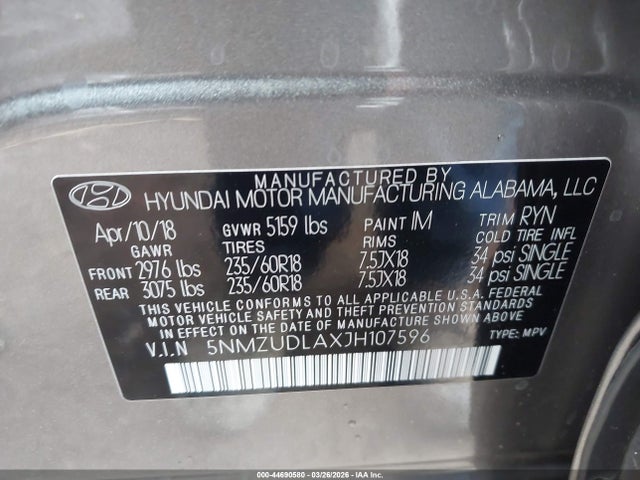 MANUFACTURED BY
HYUNDAI MOTOR MANUFACTURING ALABAMA, LLC
Apr/10/18 GVWR 5159 lbs PAINT IM TRIM RYN
GAWR TIRES RIMS COLD TIRE INFL
FRONT 2976 lbs 235/60R18 7.5JX18 34 psi SINGLE
REAR 3075 lbs 235/60R18 7.5JX18 34 psi SINGLE
THIS VEHICLE CONFORMS TO ALL APPLICABLE U.S.A. FEDERAL
MOTOR VEHICLE SAFETY AND THEFT PREVENTION STANDARDS
IN EFFECT ON THE DATE OF MANUFACTURE SHOWN ABOVE.
V.I.N 5NMZUDLAXJH107596 TYPE: MPV
000-44690580 | 03/26/2026 | IAA Inc.